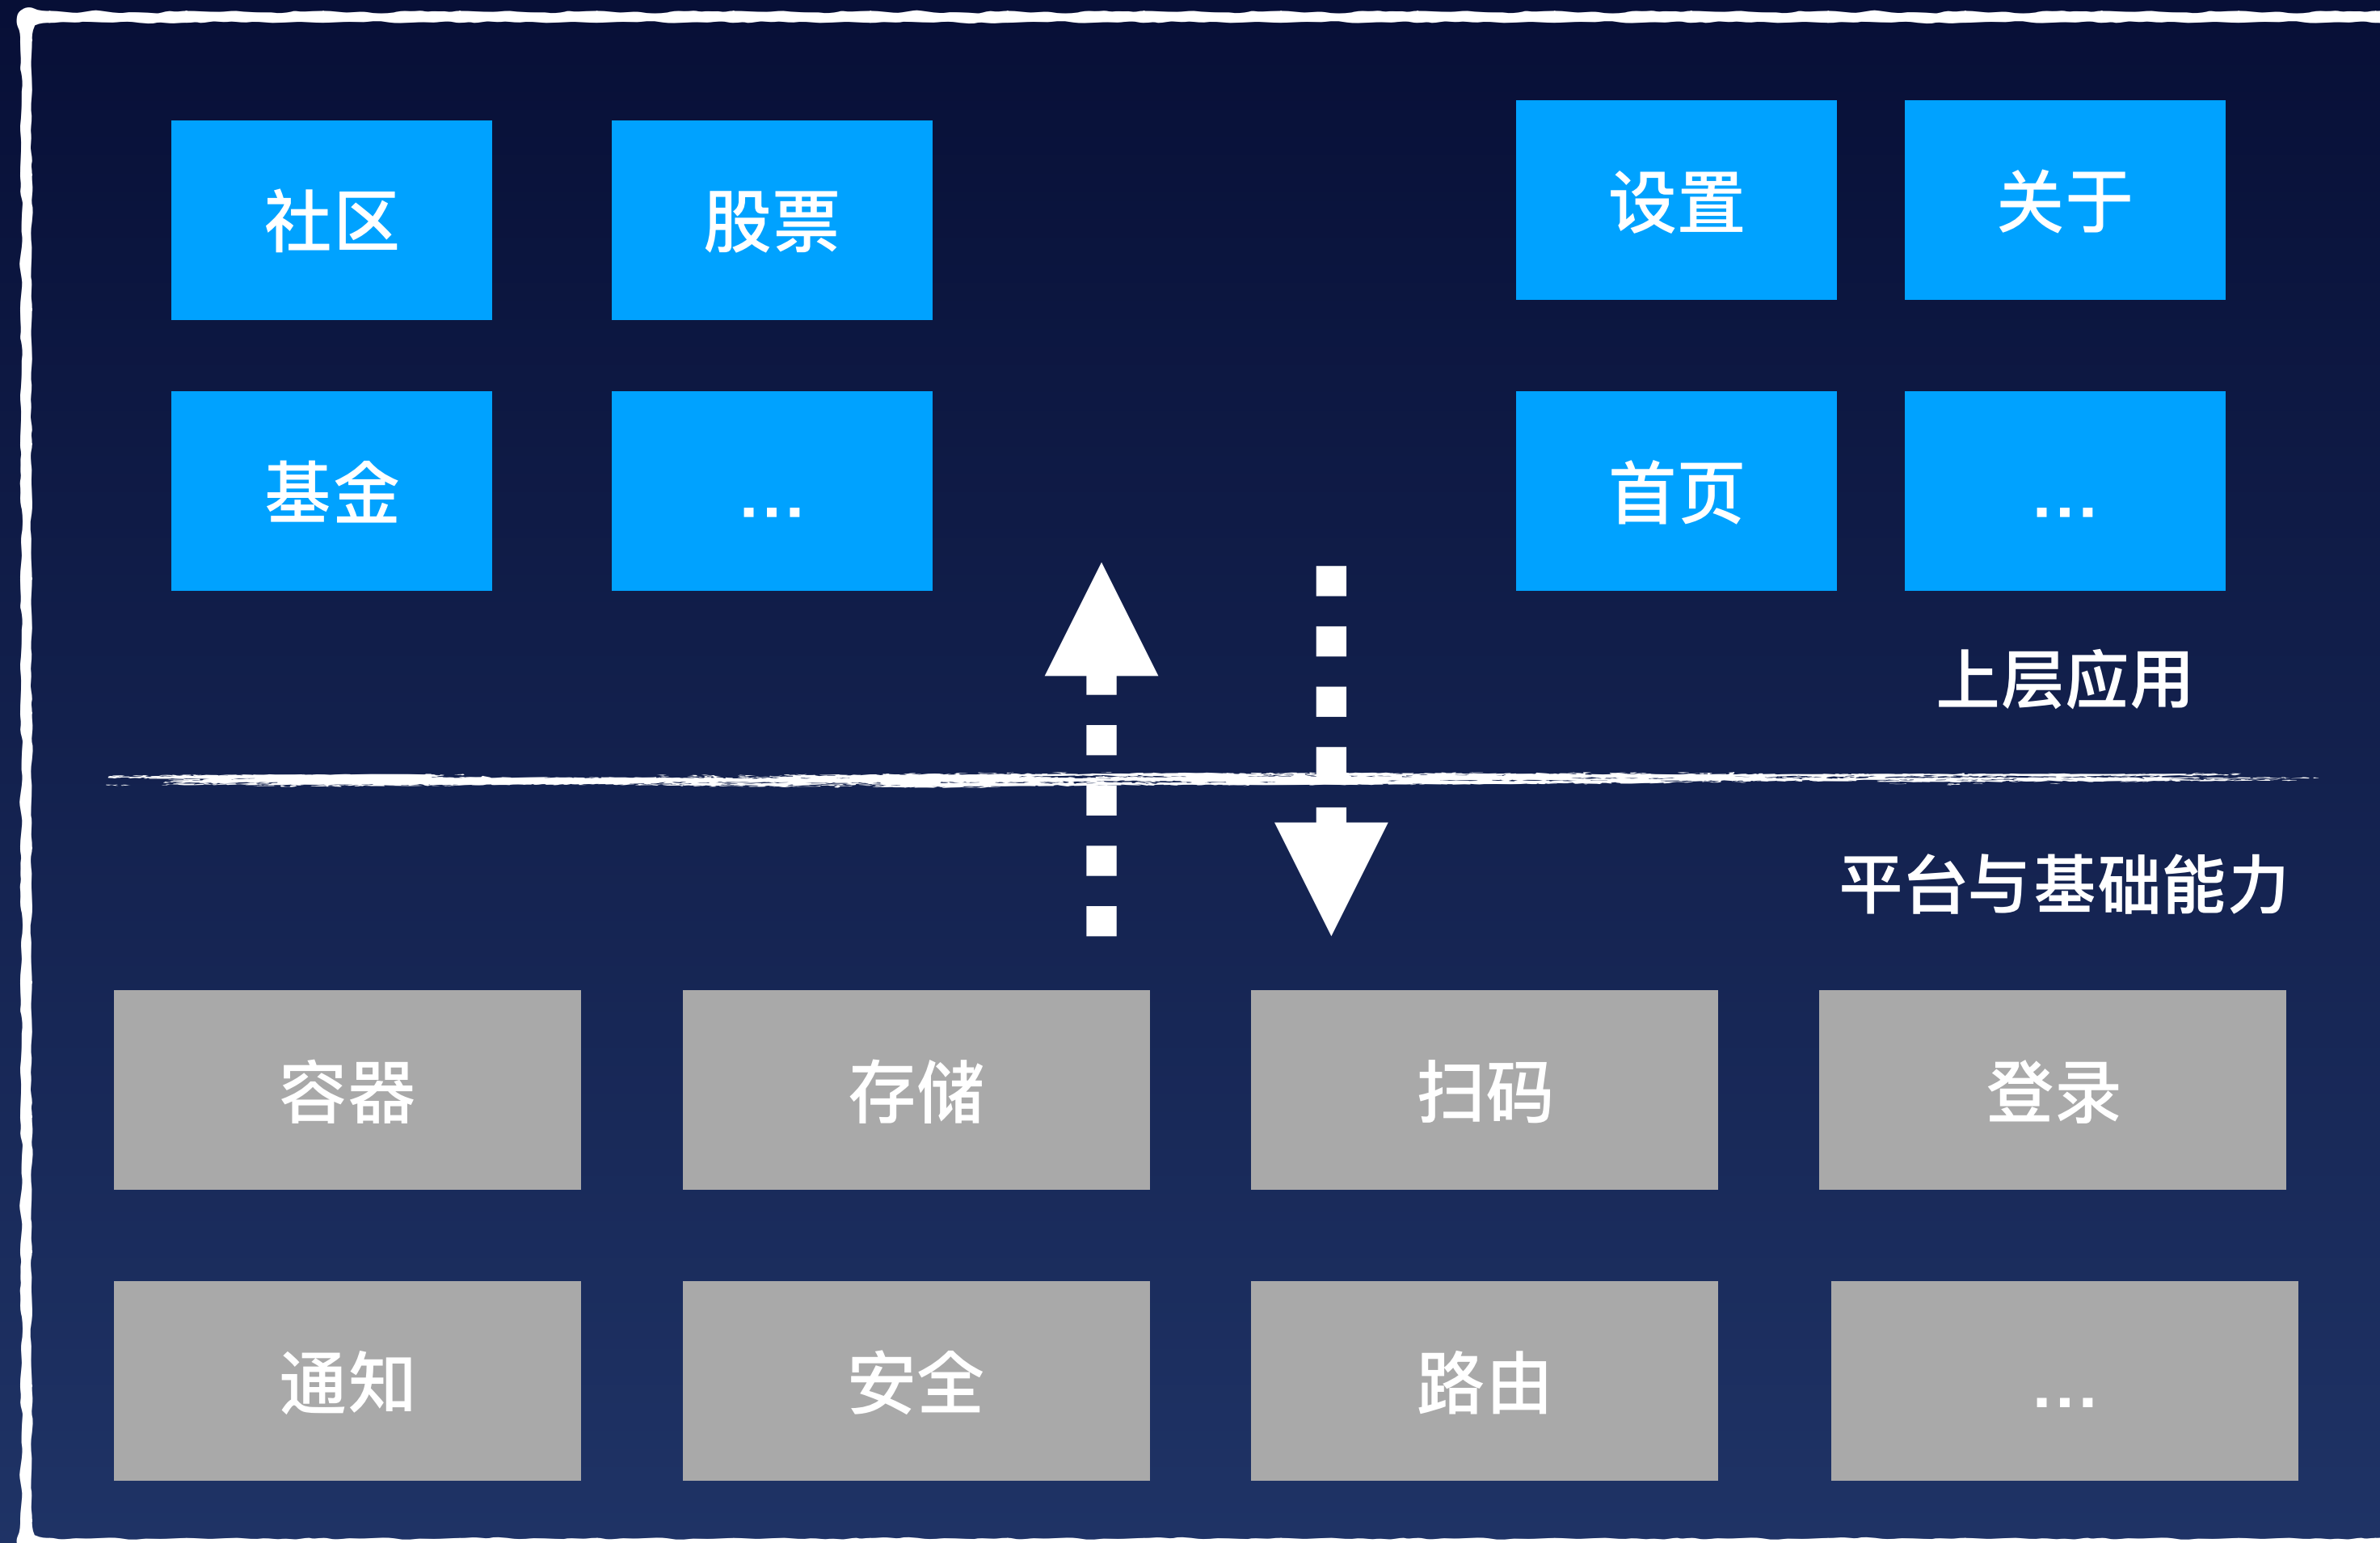 社区
股票
设置
关于
基金
...
首页
...
上层应用
平台与基础能力
容器
存储
扫码
登录
通知
安全
路由
...